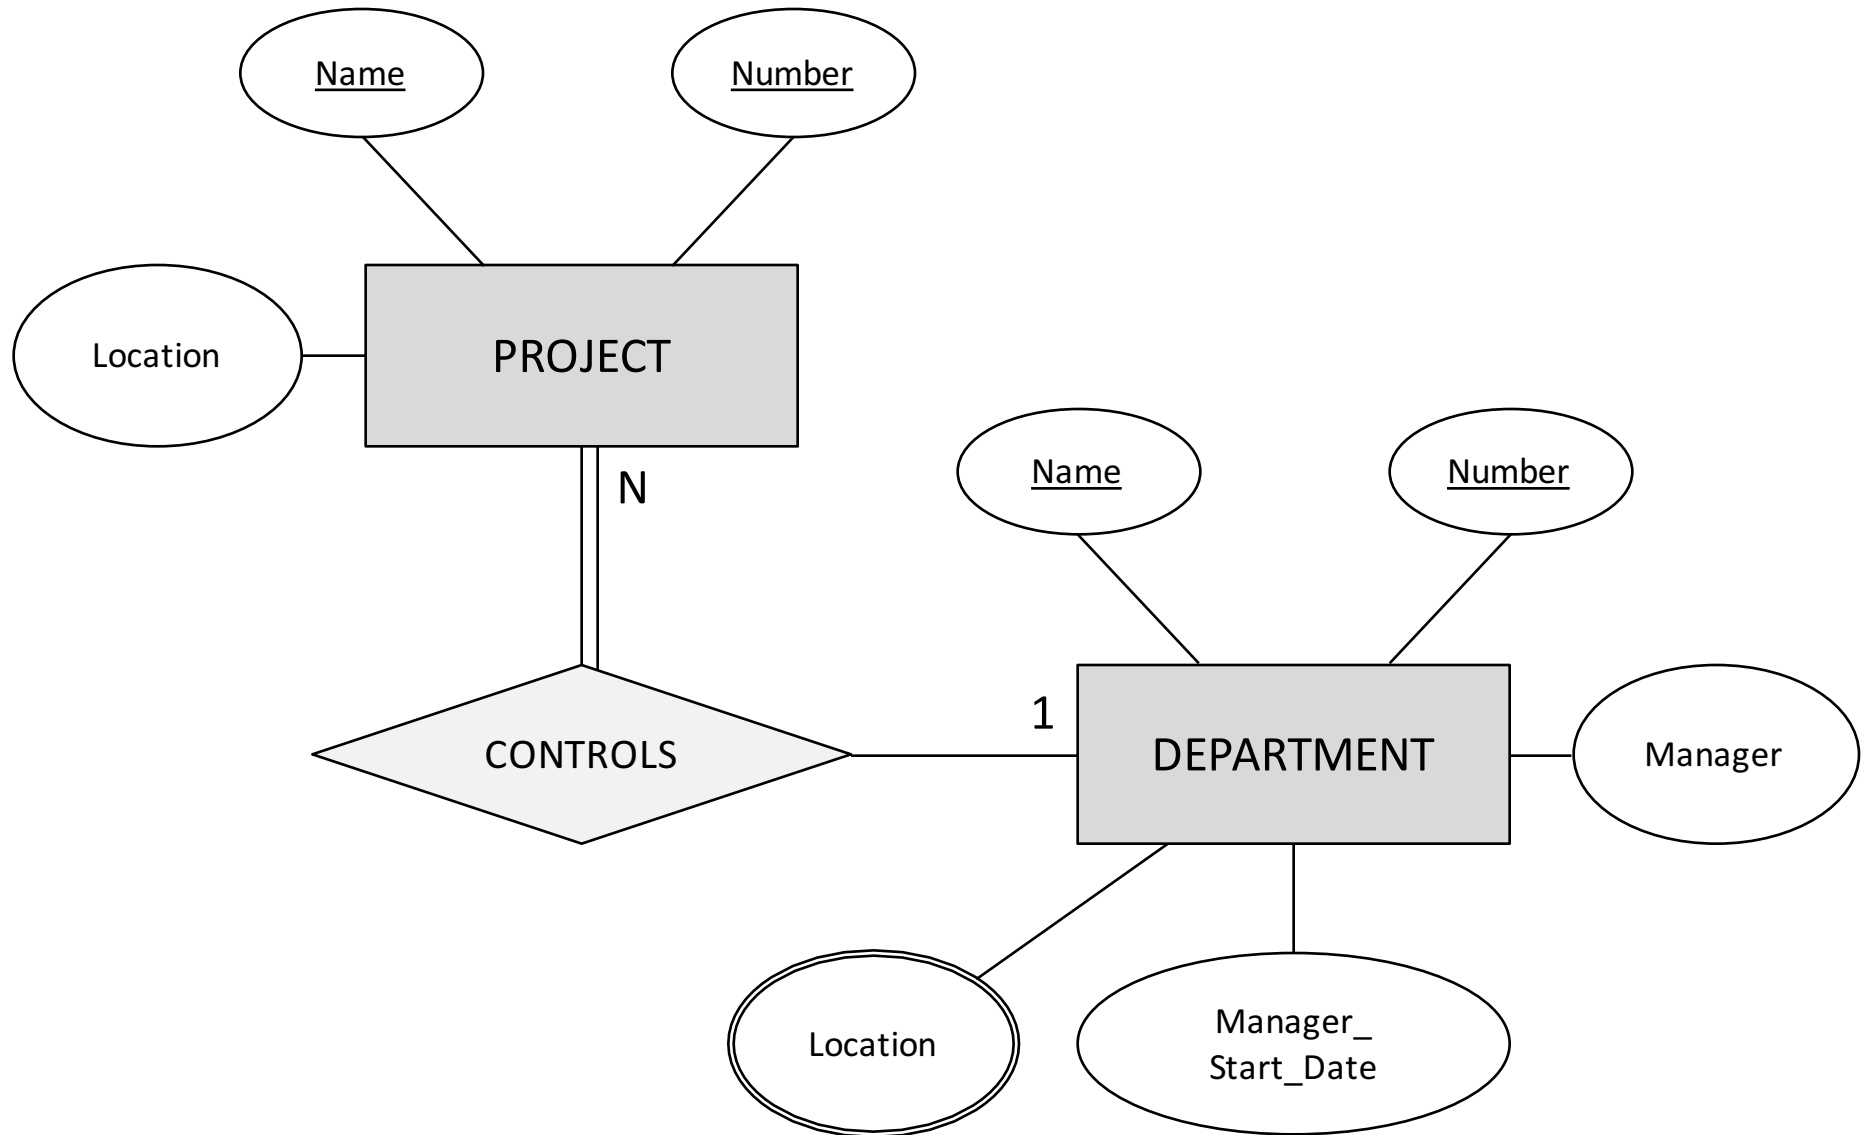 Name
Number
Location
PROJECT
N
Name
Number
CONTROLS
1
DEPARTMENT
Manager
Location
Manager_
Start_Date